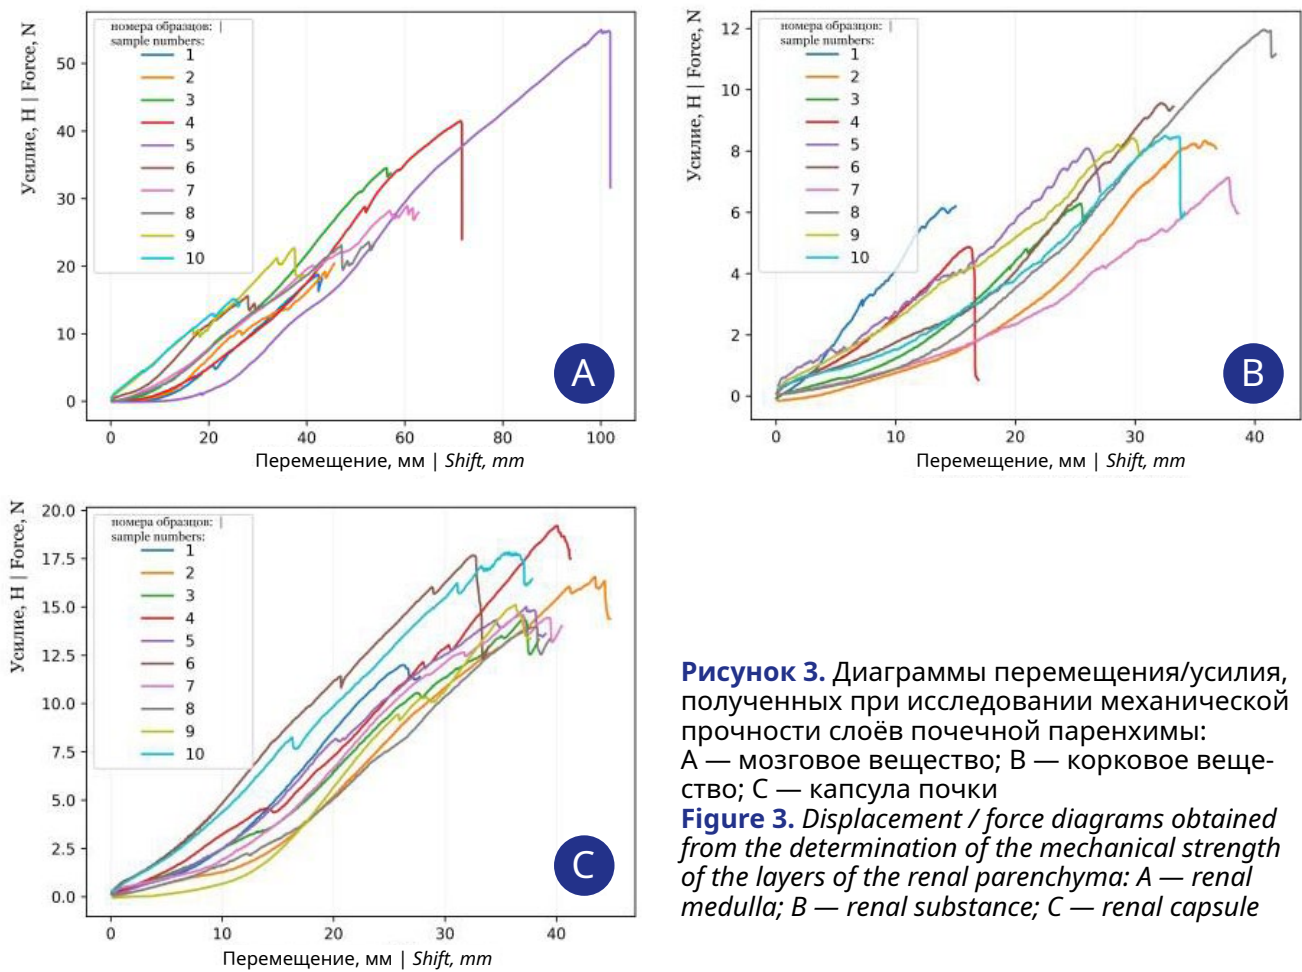 Усилие, Н | Force, N
номера образцов: |
sample numbers:
1
2
3
4
5
6
7
8
9
10
50
40
30
20
10
0
0 20 40 60 80 100
Перемещение, мм | Shift, mm
A
Усилие, Н | Force, N
номера образцов: |
sample numbers:
1
2
3
4
5
6
7
8
9
10
12
10
8
6
4
2
0
0 10 20 30 40
Перемещение, мм | Shift, mm
B
Усилие, Н | Force, N
номера образцов: |
sample numbers:
1
2
3
4
5
6
7
8
9
10
20.0
17.5
15.0
12.5
10.0
7.5
5.0
2.5
0.0
0 10 20 30 40
Перемещение, мм | Shift, mm
C
Рисунок 3. Диаграммы перемещения/усилия,
полученных при исследовании механической
прочности слоёв почечной паренхимы:
А — мозговое вещество; В — корковое веще-
ство; С — капсула почки
Figure 3. Displacement / force diagrams obtained
from the determination of the mechanical strength
of the layers of the renal parenchyma: A — renal
medulla; B — renal substance; C — renal capsule